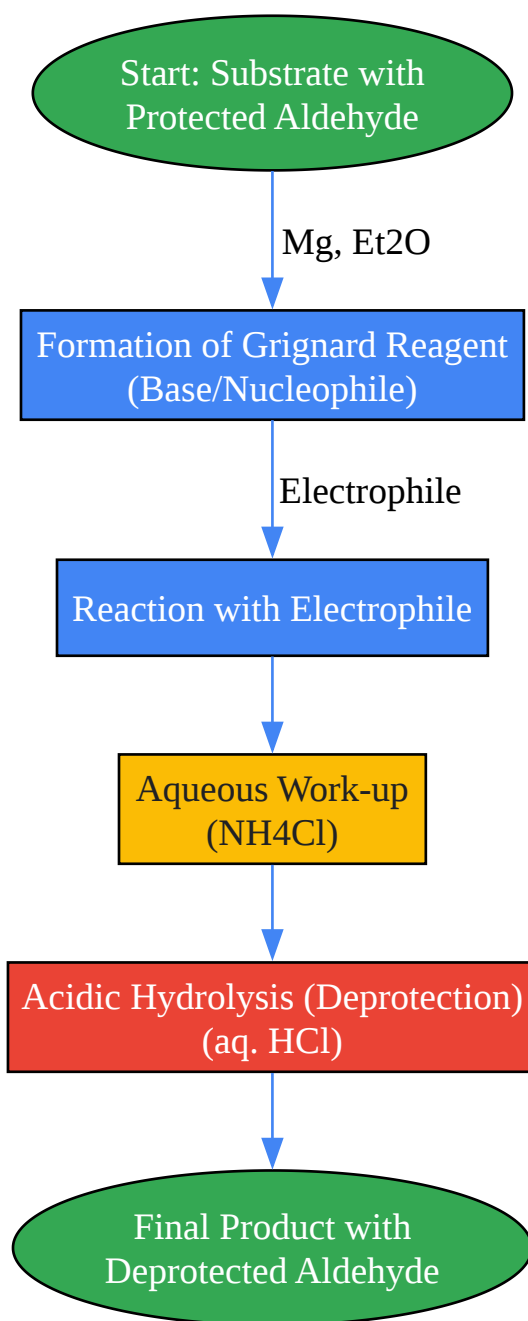 Start: Substrate with
Protected Aldehyde
Mg, Et2O
Formation of Grignard Reagent
(Base/Nucleophile)
Electrophile
Reaction with Electrophile
Aqueous Work-up
(NH4Cl)
Acidic Hydrolysis (Deprotection)
(aq. HCl)
Final Product with
Deprotected Aldehyde